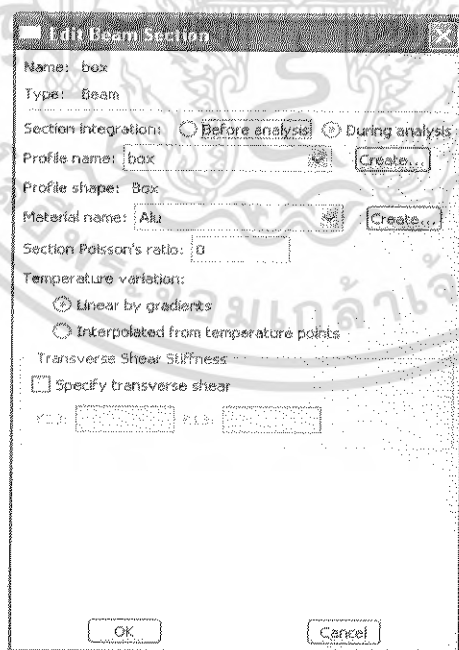 Edit Beam Section
Name: box
Type: Beam
Section integration: Before analysis During analysis
Profile name: box Create...
Profile shape: Box
Material name: Alu Create...
Section Poisson's ratio: 0
Temperature variation:
Linear by gradients
Interpolated from temperature points
Transverse Shear Stiffness
Specify transverse shear
K23: K13:
OK Cancel